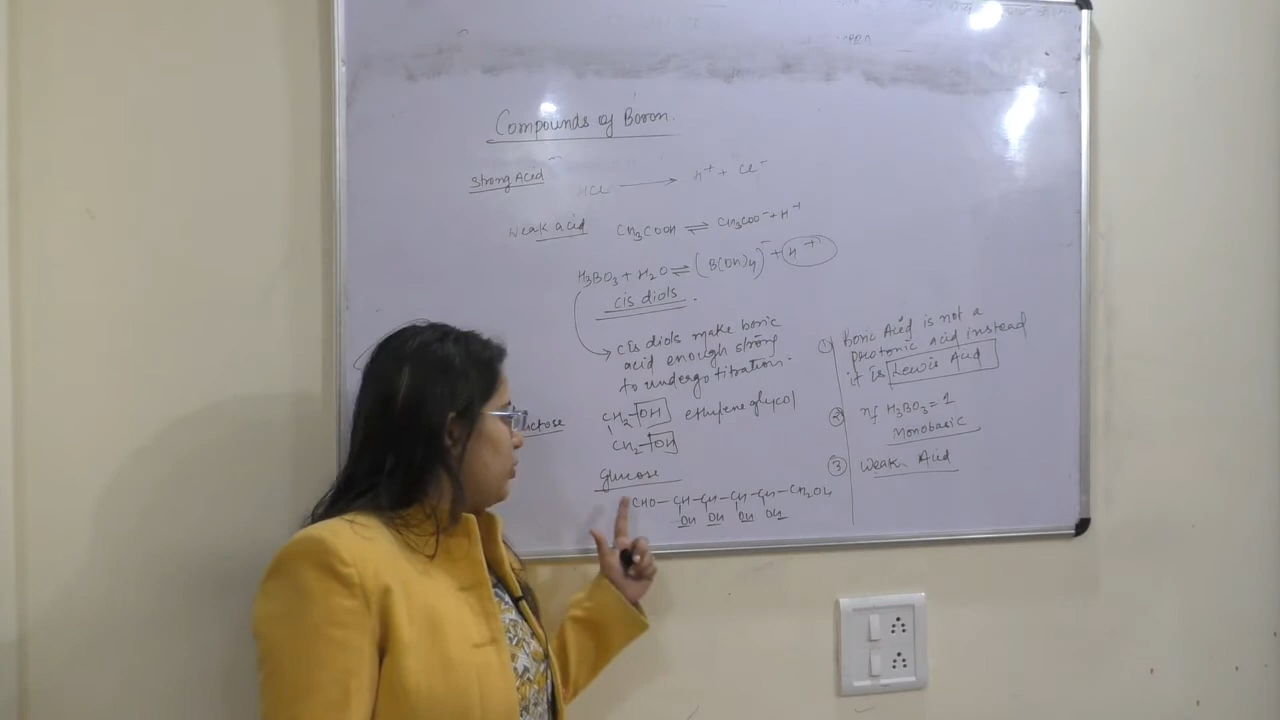 Compounds of Boron.
Strong Acid HCl → H+ + Cl-
Weak acid CH3COOH ⇌ CH3COO- + H+
H3BO3 + H2O ⇌ (B(OH)4)- + H+
cis diols.
cis diols make boric
acid enough strong
to undergo titration.
CH2-OH ethylene glycol
CH2-OH
Glucose
CHO-CH-CH-CH-CH-CH2OH
OH OH OH OH
① Boric Acid is not a
protonic acid instead
it is Lewis Acid
② nf H3BO3 = 1
Monobasic
③ Weak Acid